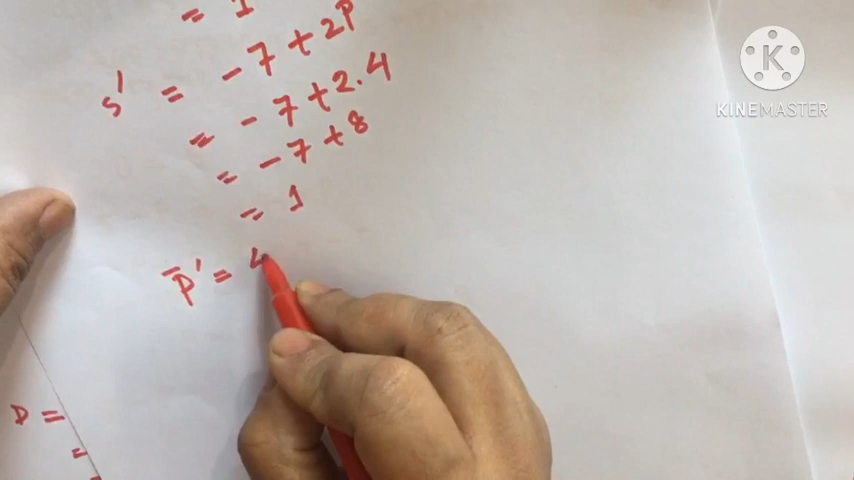 = 1
s' = - 7 + 2P
= - 7 + 2.4
= - 7 + 8
= 1
P̄' = 4
D =
=
K
KINEMASTER